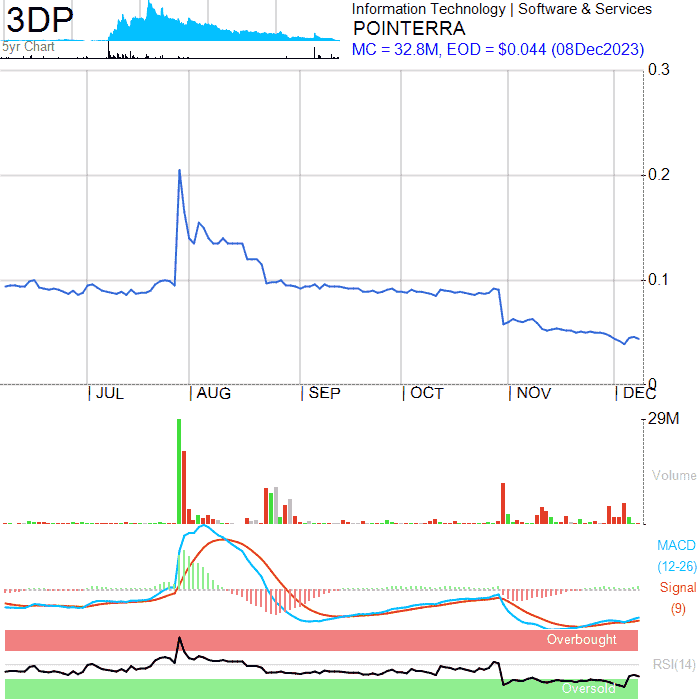 3DP
5yr Chart
Information Technology | Software & Services
POINTERRA
MC = 32.8M, EOD = $0.044 (08Dec2023)
0.3
0.2
0.1
0
JUL
AUG
SEP
OCT
NOV
DEC
29M
Volume
MACD
(12-26)
Signal
(9)
Overbought
RSI(14)
Oversold